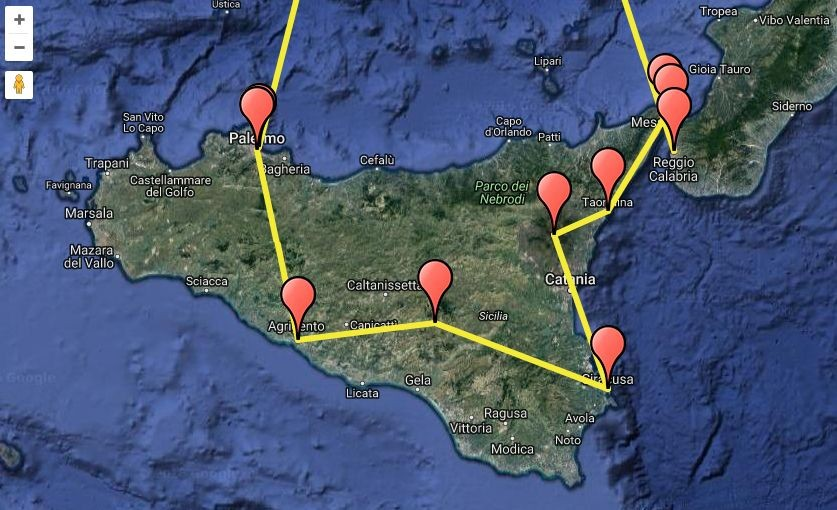 Ustica
Tropea
Vibo Valentia
Lipari
Gioia Tauro
Siderno
San Vito
Lo Capo
Capo
d'Orlando
Patti
Mes
Palermo
Reggio
Calabria
Trapani
Bagheria
Cefalù
Castellammare
del Golfo
Favignana
Parco dei
Nebrodi
Taormina
Marsala
Mazara
del Vallo
Sciacca
Caltanissetta
Catania
Agrigento
Canicattì
Sicilia
Siracusa
Gela
Licata
Ragusa
Vittoria
Avola
Noto
Modica